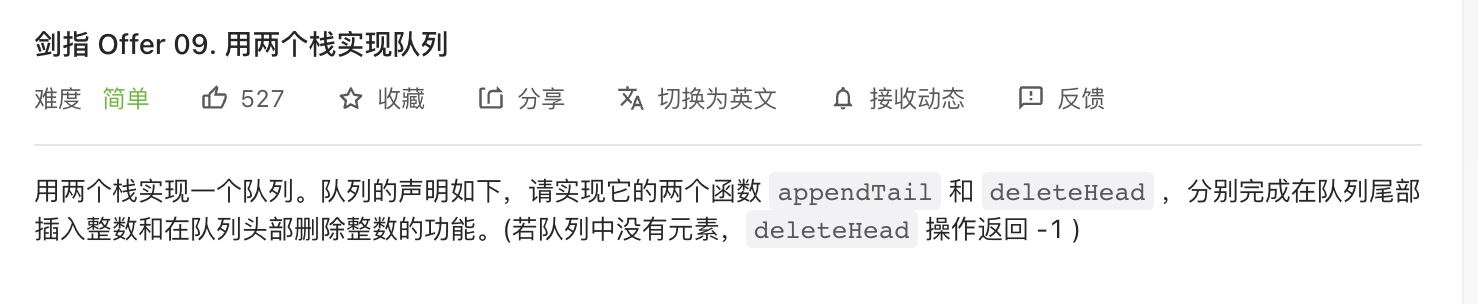 剑指 Offer 09. 用两个栈实现队列
难度 简单 527 收藏 分享 切换为英文 接收动态 反馈
用两个栈实现一个队列。队列的声明如下，请实现它的两个函数 appendTail 和 deleteHead ，分别完成在队列尾部
插入整数和在队列头部删除整数的功能。(若队列中没有元素，deleteHead 操作返回 -1 )